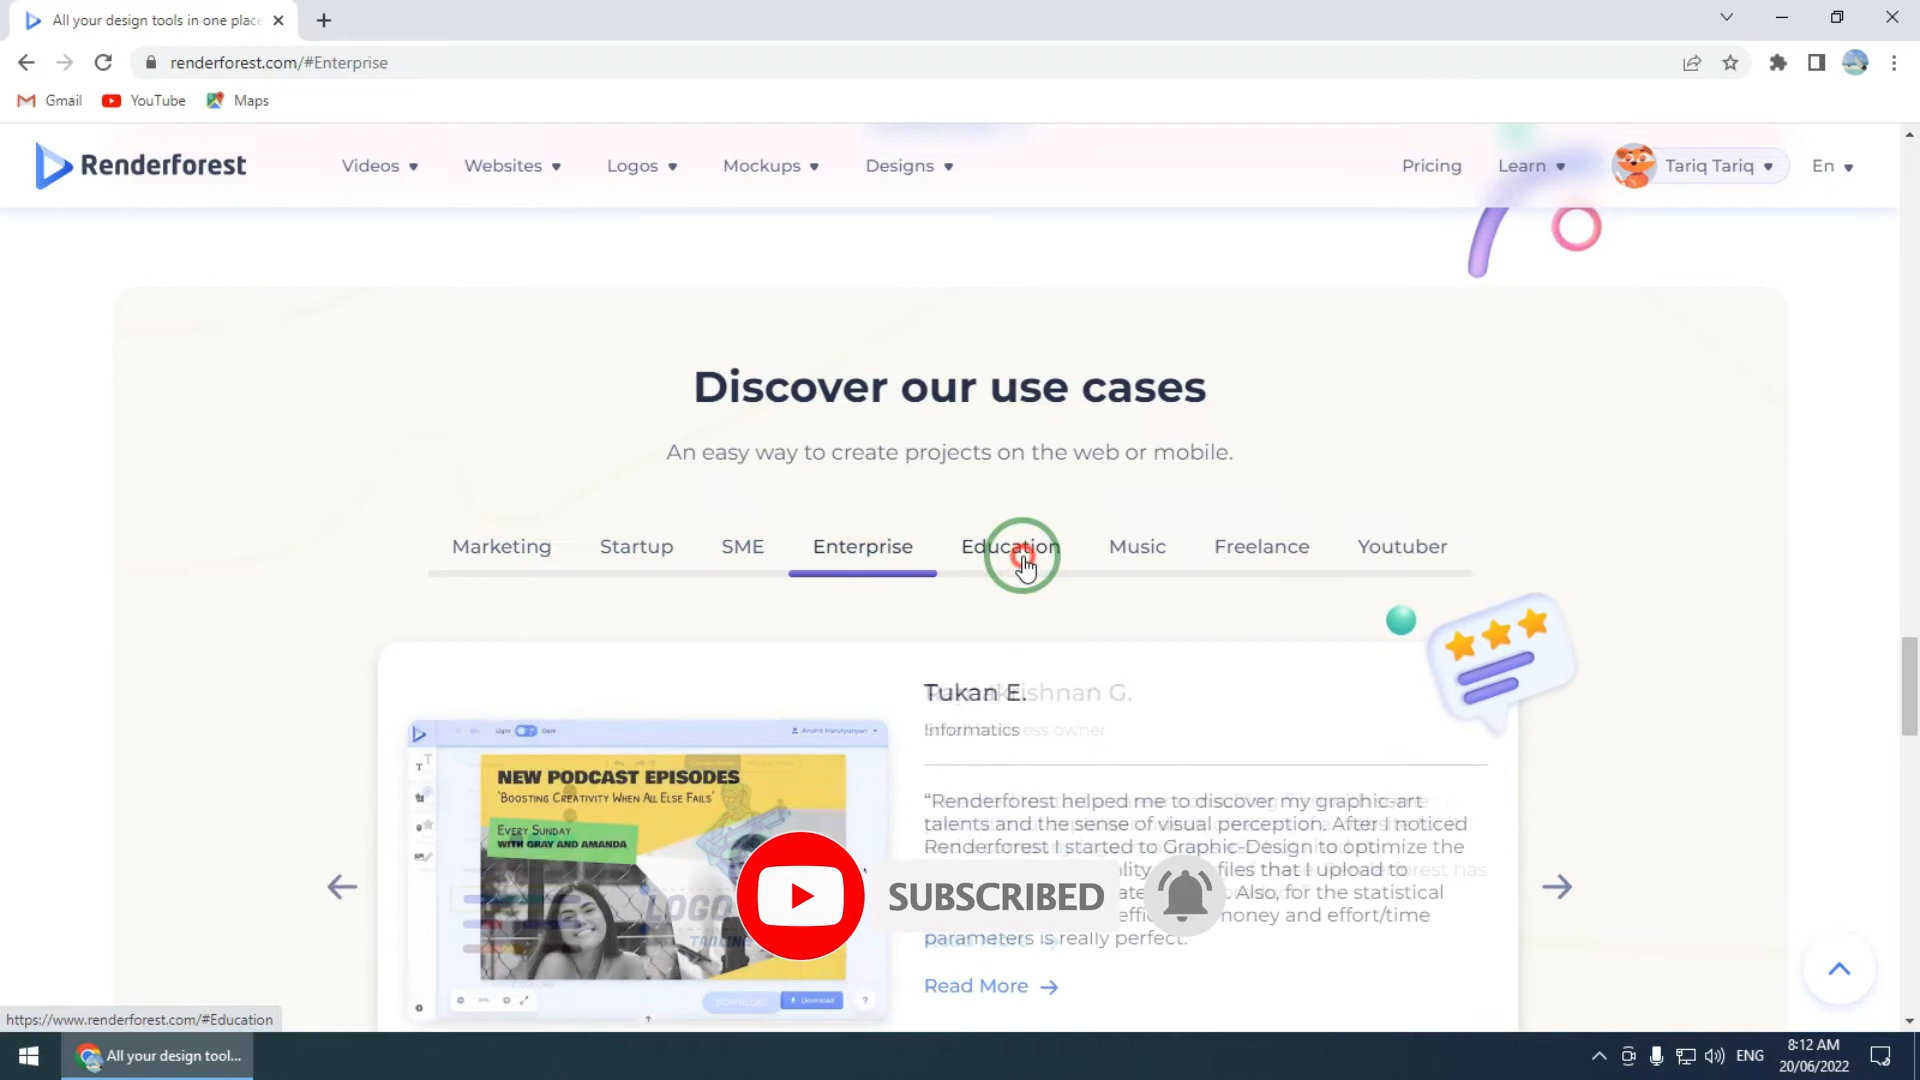 All your design tools in one place
renderforest.com/#Enterprise
Gmail YouTube Maps
Renderforest Videos Websites Logos Mockups Designs Pricing Learn Tariq Tariq En
Discover our use cases
An easy way to create projects on the web or mobile.
Marketing Startup SME Enterprise Education Music Freelance Youtuber
Tukan E.
Informatics
NEW PODCAST EPISODES
'BOOSTING CREATIVITY WHEN ALL ELSE FAILS'
EVERY SUNDAY
WITH GRAY AND AMANDA
Download
"Renderforest helped me to discover my graphic-art
talents and the sense of visual perception. After I noticed
Renderforest I started to Graphic-Design to optimize the
files that I upload to
Also, for the statistical
money and effort/time
parameters is really perfect."
SUBSCRIBED
Read More
https://www.renderforest.com/#Education
All your design tool...
ENG
8:12 AM
20/06/2022